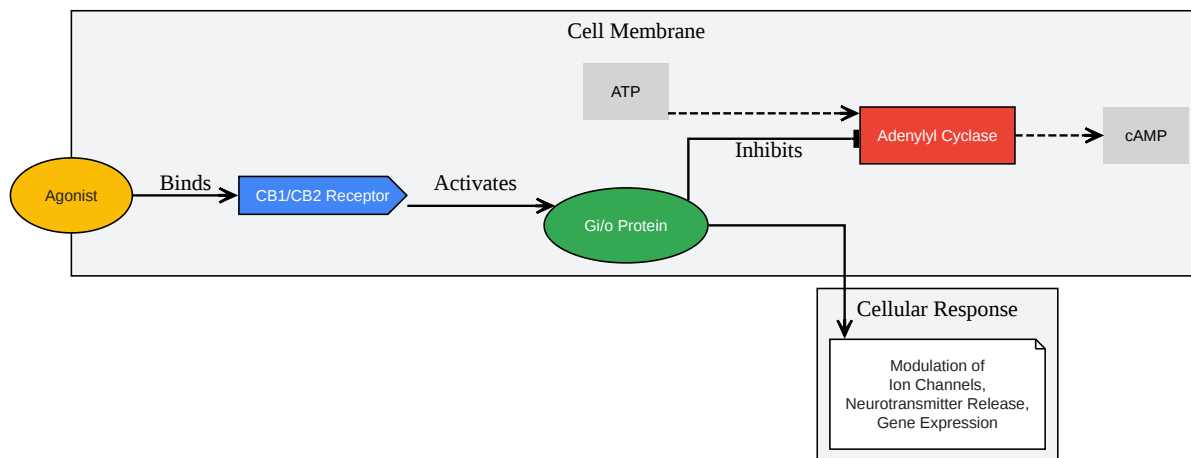 Cell Membrane
ATP
Adenylyl Cyclase
cAMP
Inhibits
Agonist
Binds
CB1/CB2 Receptor
Activates
Gi/o Protein
Cellular Response
Modulation of
Ion Channels,
Neurotransmitter Release,
Gene Expression